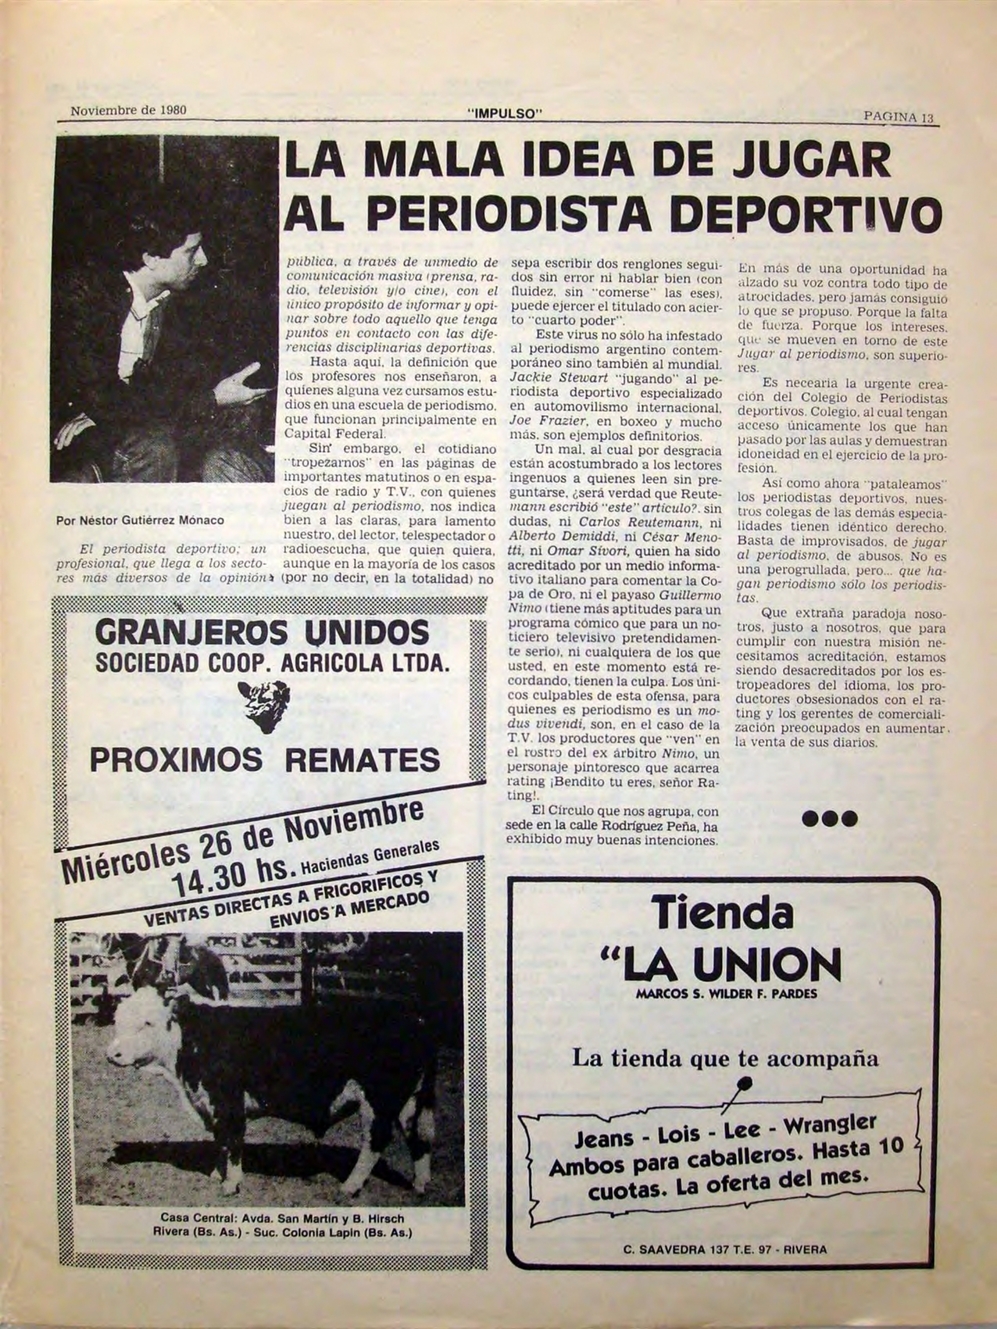 Noviembre de 1980
"IMPULSO"
PAGINA 13
LA MALA IDEA DE JUGAR
AL PERIODISTA DEPORTIVO
Por Néstor Gutiérrez Mónaco
El periodista deportivo; un
profesional, que llega a los secto-
res más diversos de la opinión
pública, a través de unmedio de
comunicación masiva (prensa, ra-
dio, televisión y/o cine), con el
único propósito de informar y opi-
nar sobre todo aquello que tenga
puntos en contacto con las dife-
rencias disciplinarias deportivas.
Hasta aquí, la definición que
los profesores nos enseñaron, a
quienes alguna vez cursamos estu-
dios en una escuela de periodismo,
que funcionan principalmente en
Capital Federal.
Sin embargo, el cotidiano
"tropezarnos" en las páginas de
importantes matutinos o en espa-
cios de radio y T.V., con quienes
juegan al periodismo, nos indica
bien a las claras, para lamento
nuestro, del lector, telespectador o
radioescucha, que quien quiera,
aunque en la mayoría de los casos
(por no decir, en la totalidad) no
sepa escribir dos renglones segui-
dos sin error ni hablar bien (con
fluidez, sin "comerse" las eses),
puede ejercer el titulado con acier-
to "cuarto poder".
Este virus no sólo ha infestado
al periodismo argentino contem-
poráneo sino también al mundial.
Jackie Stewart "jugando" al pe-
riodista deportivo especializado
en automovilismo internacional,
Joe Frazier, en boxeo y mucho
más, son ejemplos definitorios.
Un mal, al cual por desgracia
están acostumbrado a los lectores
ingenuos a quienes leen sin pre-
guntarse, ¿será verdad que Reute-
mann escribió "este" artículo?. sin
dudas, ni Carlos Reutemann, ni
Alberto Demiddi, ni César Meno-
tti, ni Omar Sívori, quien ha sido
acreditado por un medio informa-
tivo italiano para comentar la Co-
pa de Oro, ni el payaso Guillermo
Nimo (tiene más aptitudes para un
programa cómico que para un no-
ticiero televisivo pretendidamen-
te serio), ni cualquiera de los que
usted, en este momento está re-
cordando, tienen la culpa. Los úni-
cos culpables de esta ofensa, para
quienes es periodismo es un mo-
dus vivendi, son, en el caso de la
T.V. los productores que "ven" en
el rostro del ex árbitro Nimo, un
personaje pintoresco que acarrea
rating ¡Bendito tu eres, señor Ra-
ting!.
El Círculo que nos agrupa, con
sede en la calle Rodríguez Peña, ha
exhibido muy buenas intenciones.
En más de una oportunidad ha
alzado su voz contra todo tipo de
atrocidades, pero jamás consiguió
lo que se propuso. Porque la falta
de fuerza. Porque los intereses,
que se mueven en torno de este
Jugar al periodismo, son superio-
res.
Es necearia la urgente crea-
ción del Colegio de Periodistas
deportivos. Colegio, al cual tengan
acceso únicamente los que han
pasado por las aulas y demuestran
idoneidad en el ejercicio de la pro-
fesión.
Así como ahora "pataleamos"
los periodistas deportivos, nues-
tros colegas de las demás especia-
lidades tienen idéntico derecho.
Basta de improvisados, de jugar
al periodismo, de abusos. No es
una perogrullada, pero... que ha-
gan periodismo sólo los periodis-
tas.
Que extraña paradoja noso-
tros, justo a nosotros, que para
cumplir con nuestra misión ne-
cesitamos acreditación, estamos
siendo desacreditados por los es-
tropeadores del idioma, los pro-
ductores obsesionados con el ra-
ting y los gerentes de comerciali-
zación preocupados en aumentar
la venta de sus diarios.
GRANJEROS UNIDOS
SOCIEDAD COOP. AGRICOLA LTDA.
PROXIMOS REMATES
Miércoles 26 de Noviembre
14.30 hs. Haciendas Generales
VENTAS DIRECTAS A FRIGORIFICOS Y
ENVIOS A MERCADO
Casa Central: Avda. San Martín y B. Hirsch
Rivera (Bs. As.) - Suc. Colonia Lapin (Bs. As.)
Tienda
"LA UNION
MARCOS S. WILDER F. PARDES
La tienda que te acompaña
Jeans - Lois - Lee - Wrangler
Ambos para caballeros. Hasta 10
cuotas. La oferta del mes.
C. SAAVEDRA 137 T.E. 97 - RIVERA